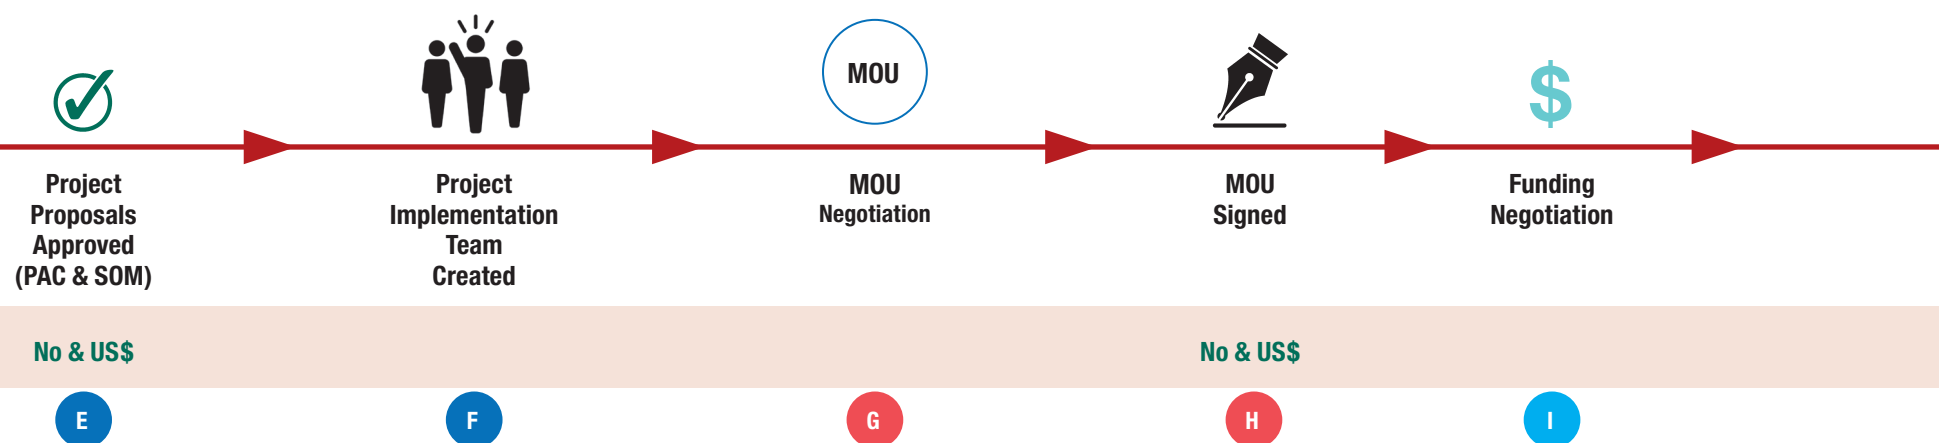 MOU
$
Project
Proposals
Approved
(PAC & SOM)
Project
Implementation
Team
Created
MOU
Negotiation
MOU
Signed
Funding
Negotiation
No & US$
No & US$
E
F
G
H
I